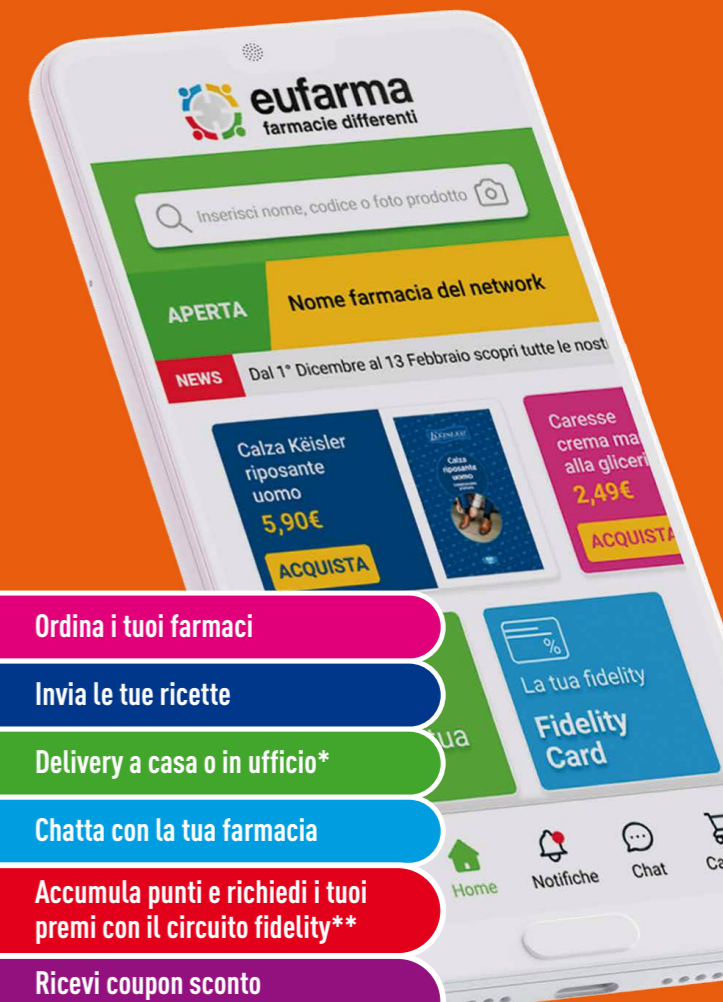 eufarma
farmacie differenti
Inserisci nome, codice o foto prodotto
APERTA
Nome farmacia del network
NEWS
Dal 1° Dicembre al 13 Febbraio scopri tutte le nost
Calza Këisler
riposante
uomo
5,90€
ACQUISTA
Calza
riposante
uomo
Caresse
crema ma
alla gliceri
2,49€
ACQUISTA
Ordina i tuoi farmaci
Invia le tue ricette
Delivery a casa o in ufficio*
Chatta con la tua farmacia
Accumula punti e richiedi i tuoi
premi con il circuito fidelity**
Ricevi coupon sconto
tua
%
La tua fidelity
Fidelity
Card
Home
Notifiche
Chat
Ca